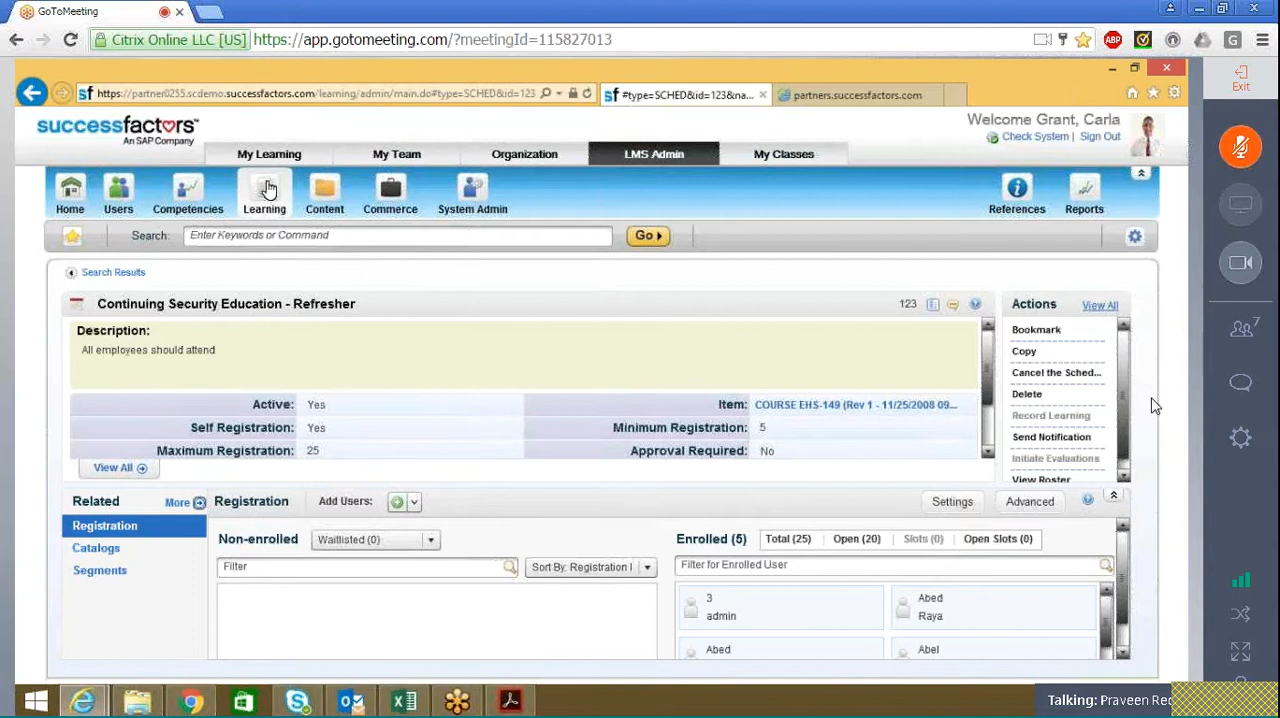 GoToMeeting
Citrix Online LLC [US] https://app.gotomeeting.com/?meetingId=115827013
https://partner0255.scdemo.successfactors.com/learning/admin/main.do#type=SCHED&id=123
#type=SCHED&id=123&na...
partners.successfactors.com
Exit
successfactors
An SAP Company
Welcome Grant, Carla
Check System | Sign Out
My Learning My Team Organization LMS Admin My Classes
Home Users Competencies Learning Content Commerce System Admin References Reports
Search: Enter Keywords or Command Go
Search Results
Continuing Security Education - Refresher 123
Actions View All
Description:
All employees should attend
Bookmark
Copy
Cancel the Sched...
Delete
Record Learning
Send Notification
Initiate Evaluations
View Roster
Active: Yes Item: COURSE EHS-149 (Rev 1 - 11/25/2008 09...
Self Registration: Yes Minimum Registration: 5
Maximum Registration: 25 Approval Required: No
View All
7
Related More
Registration
Catalogs
Segments
Registration Add Users: Settings Advanced
Non-enrolled Waitlisted (0)
Filter Sort By: Registration
Enrolled (5) Total (25) Open (20) Slots (0) Open Slots (0)
Filter for Enrolled User
3
admin
Abed
Raya
Abed
Abel
Talking: Praveen